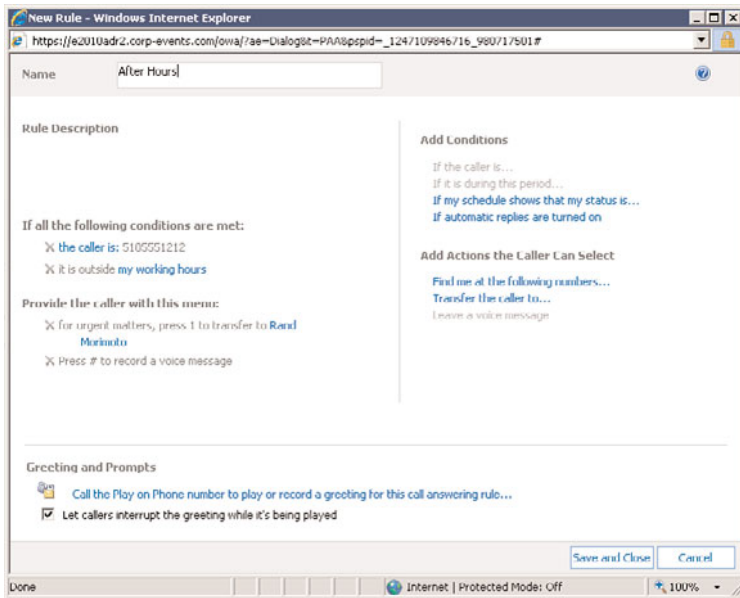 New Rule - Windows Internet Explorer
https://e2010adr2.corp-events.com/owa/?ae=Dialog&t=PAA&pspid=_1247109846716_980717501#
Name
After Hours
Rule Description
If all the following conditions are met:
the caller is: 5105551212
it is outside my working hours
Provide the caller with this menu:
for urgent matters, press 1 to transfer to Rand
Morimoto
Press # to record a voice message
Add Conditions
If the caller is...
If it is during this period...
If my schedule shows that my status is...
If automatic replies are turned on
Add Actions the Caller Can Select
Find me at the following numbers...
Transfer the caller to...
Leave a voice message
Greeting and Prompts
Call the Play on Phone number to play or record a greeting for this call answering rule...
Let callers interrupt the greeting while it's being played
Save and Close
Cancel
Done
Internet | Protected Mode: Off
100%